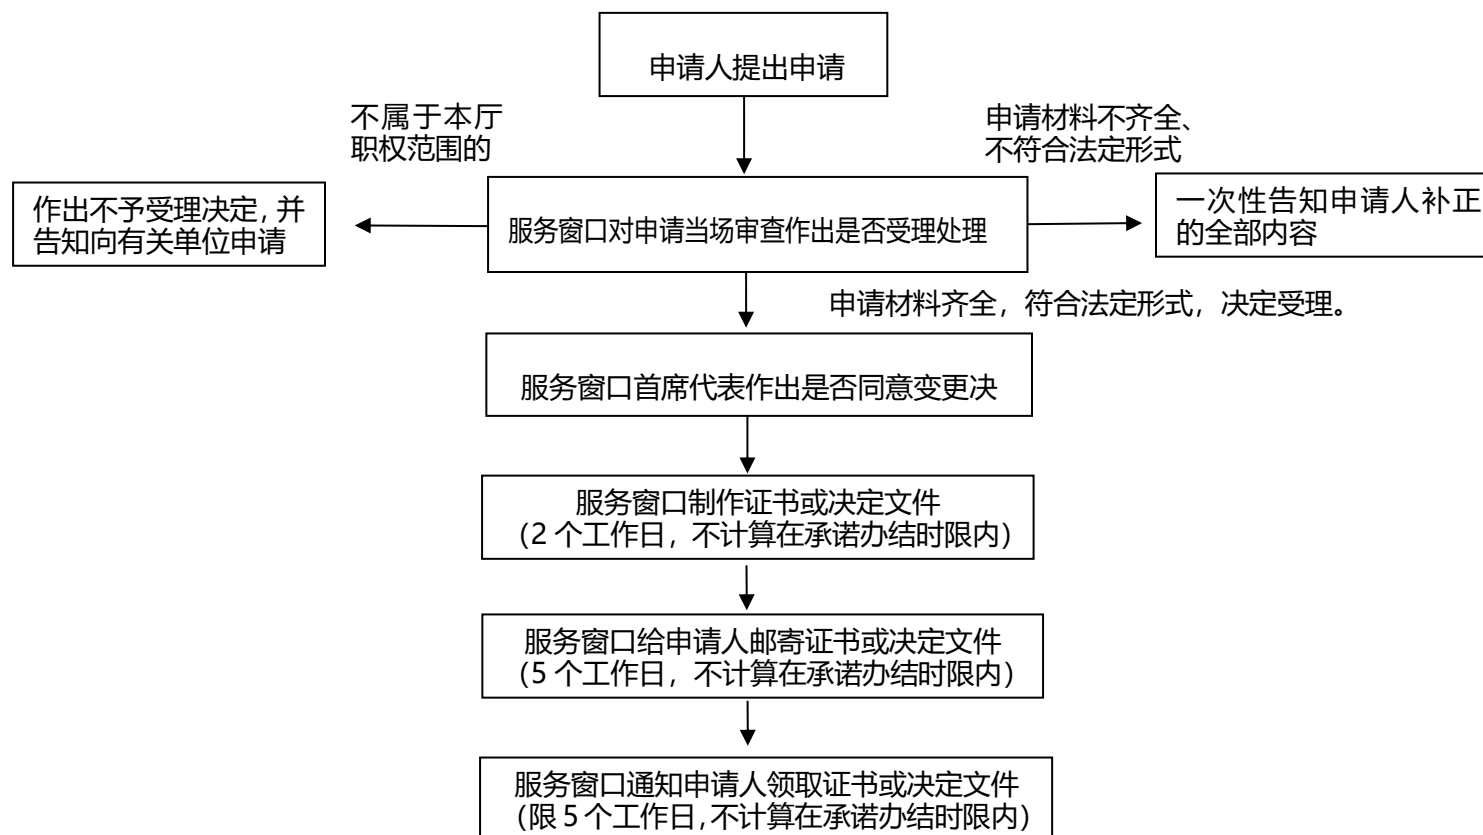 申请人提出申请
不属于本厅
职权范围的
申请材料不齐全、
不符合法定形式
作出不予受理决定，并
告知向有关单位申请
服务窗口对申请当场审查作出是否受理处理
一次性告知申请人补正
的全部内容
申请材料齐全，符合法定形式，决定受理。
服务窗口首席代表作出是否同意变更决
服务窗口制作证书或决定文件
（2 个工作日，不计算在承诺办结时限内）
服务窗口给申请人邮寄证书或决定文件
（5 个工作日，不计算在承诺办结时限内）
服务窗口通知申请人领取证书或决定文件
（限 5 个工作日，不计算在承诺办结时限内）